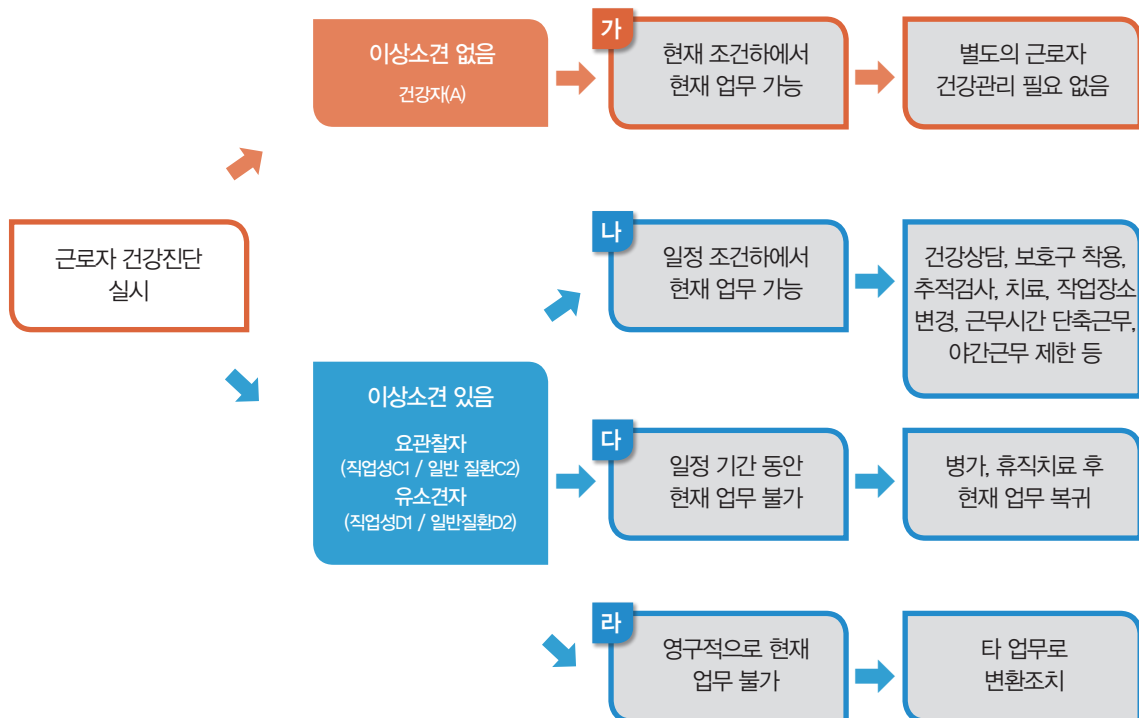 근로자 건강진단
실시
이상소견 없음
건강자(A)
가
현재 조건하에서
현재 업무 가능
별도의 근로자
건강관리 필요 없음
이상소견 있음
요관찰자
(직업성C1 / 일반 질환C2)
유소견자
(직업성D1 / 일반질환D2)
나
일정 조건하에서
현재 업무 가능
건강상담, 보호구 착용,
추적검사, 치료, 작업장소
변경, 근무시간 단축근무,
야간근무 제한 등
다
일정 기간 동안
현재 업무 불가
병가, 휴직치료 후
현재 업무 복귀
라
영구적으로 현재
업무 불가
타 업무로
변환조치